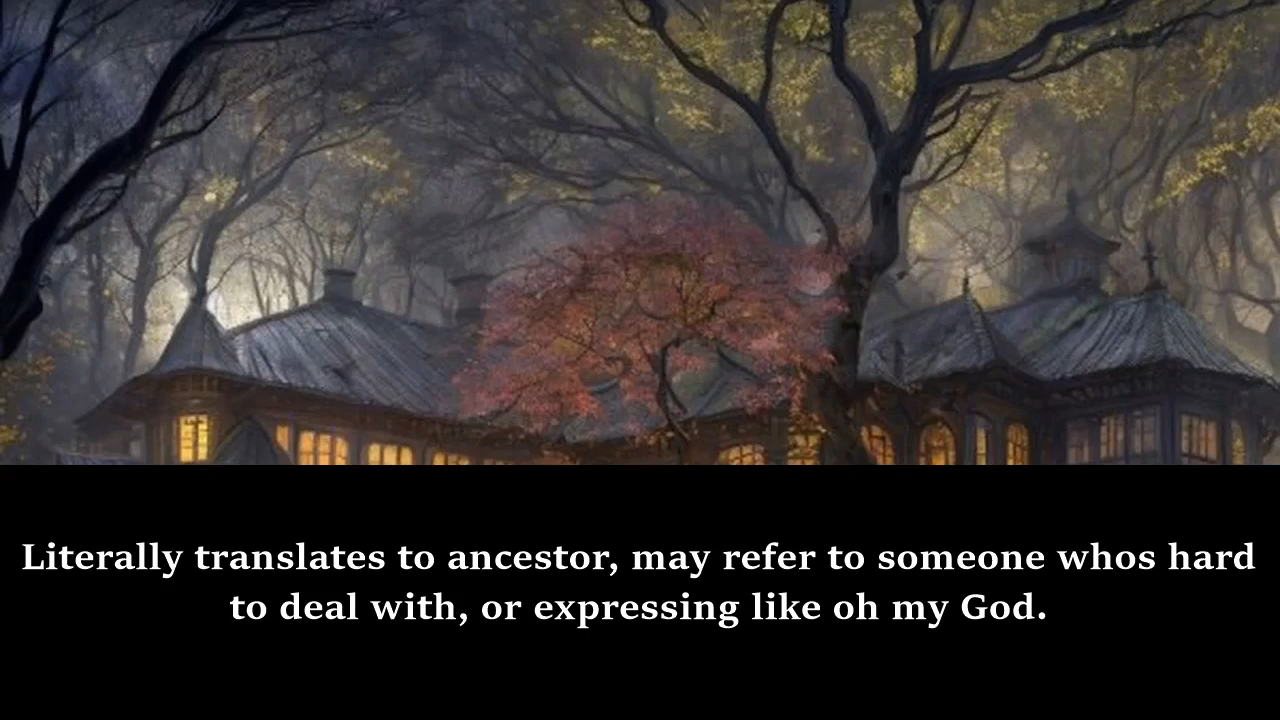 Literally translates to ancestor, may refer to someone whos hard
to deal with, or expressing like oh my God.